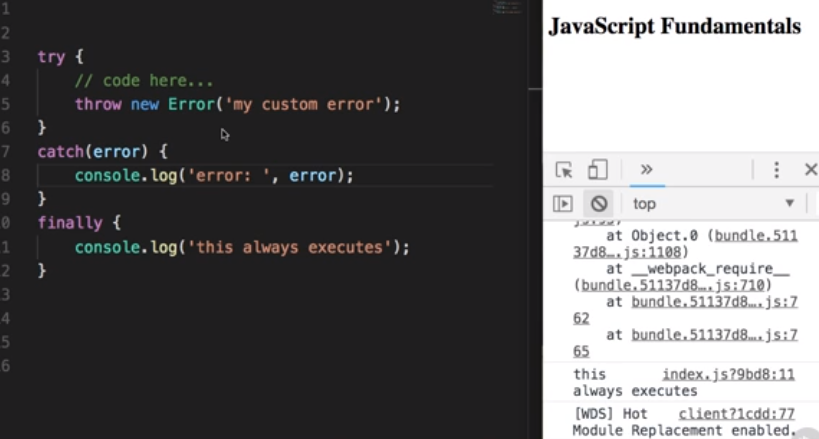 1
2
3 try {
4 // code here...
5 throw new Error('my custom error');
6 }
7 catch(error) {
8 console.log('error: ', error);
9 }
0 finally {
1 console.log('this always executes');
2 }
3
4
5
6
JavaScript Fundamentals
top
at Object.0 (bundle.511
37d8….js:1108)
at __webpack_require__
(bundle.51137d8….js:710)
at bundle.51137d8….js:7
62
at bundle.51137d8….js:7
65
this index.js?9bd8:11
always executes
[WDS] Hot client?1cdd:77
Module Replacement enabled.